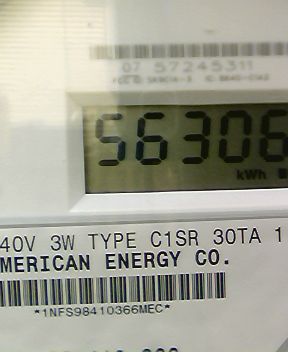 07 57245311
56306
kWh
40V 3W TYPE C1SR 30TA 1
MERICAN ENERGY CO.
*1NFS98410366MEC*